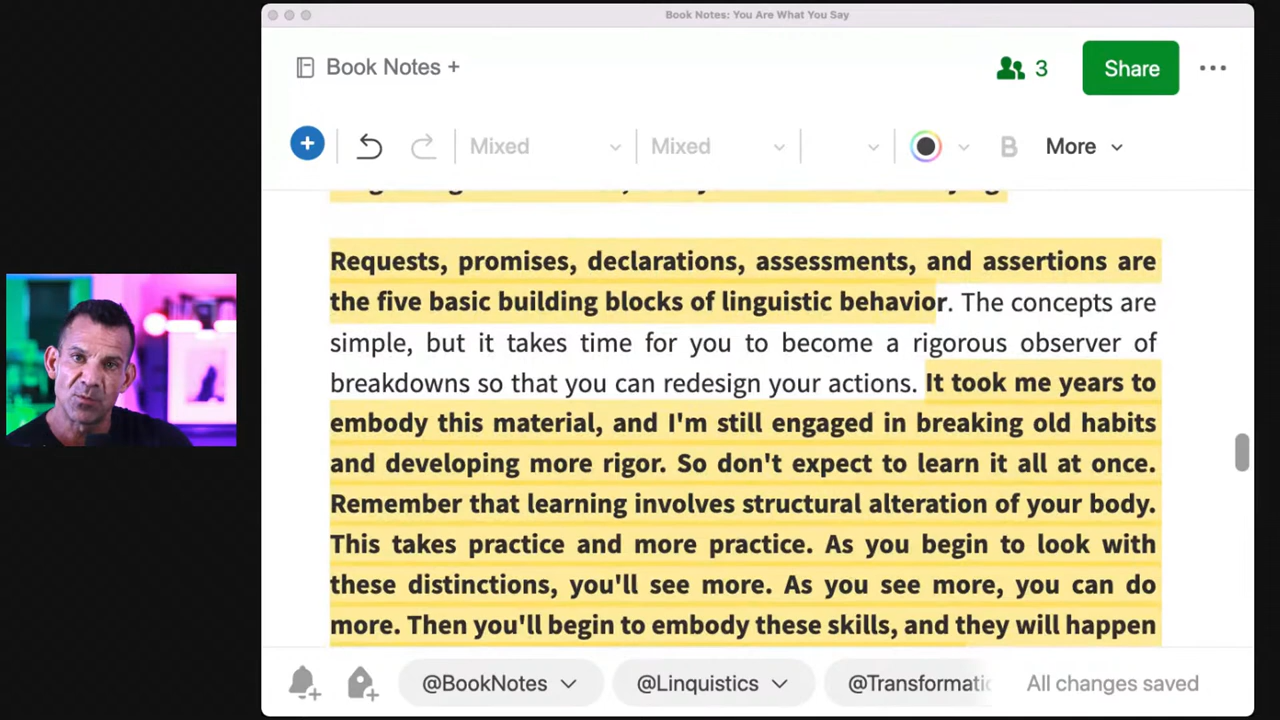 Book Notes: You Are What You Say
Book Notes +
3
Share
Mixed
Mixed
B
More
Requests, promises, declarations, assessments, and assertions are
the five basic building blocks of linguistic behavior. The concepts are
simple, but it takes time for you to become a rigorous observer of
breakdowns so that you can redesign your actions. It took me years to
embody this material, and I'm still engaged in breaking old habits
and developing more rigor. So don't expect to learn it all at once.
Remember that learning involves structural alteration of your body.
This takes practice and more practice. As you begin to look with
these distinctions, you'll see more. As you see more, you can do
more. Then you'll begin to embody these skills, and they will happen
@BookNotes
@Linquistics
@Transformatic
All changes saved